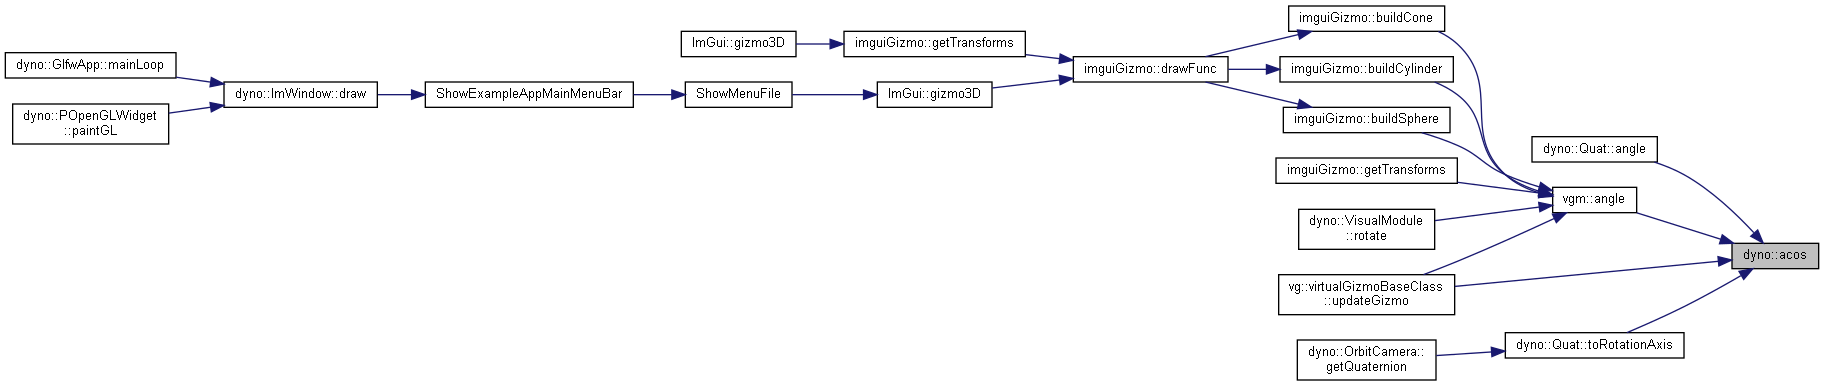 imguiGizmo::buildCone
ImGui::gizmo3D
imguiGizmo::getTransforms
dyno::GlfwApp::mainLoop
imguiGizmo::drawFunc
imguiGizmo::buildCylinder
dyno::ImWindow::draw
ShowExampleAppMainMenuBar
ShowMenuFile
ImGui::gizmo3D
dyno::POpenGLWidget
::paintGL
imguiGizmo::buildSphere
dyno::Quat::angle
imguiGizmo::getTransforms
vgm::angle
dyno::VisualModule
::rotate
dyno::acos
vg::virtualGizmoBaseClass
::updateGizmo
dyno::Quat::toRotationAxis
dyno::OrbitCamera::
getQuaternion